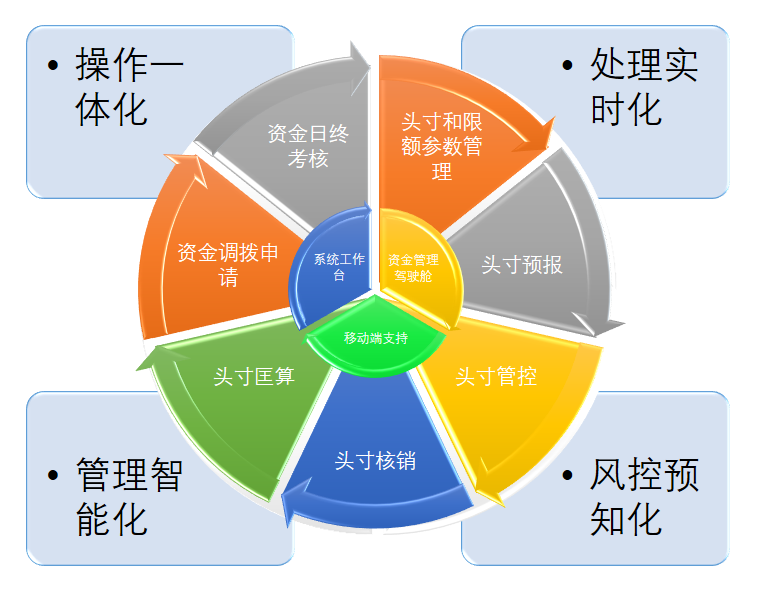 • 操作一
体化
• 处理实
时化
资金日终
考核
头寸和限
额参数管
理
资金调拨申
请
系统工作
台
资金管理
驾驶舱
头寸预报
移动端支持
头寸匡算
头寸管控
头寸核销
• 管理智
能化
• 风控预
知化